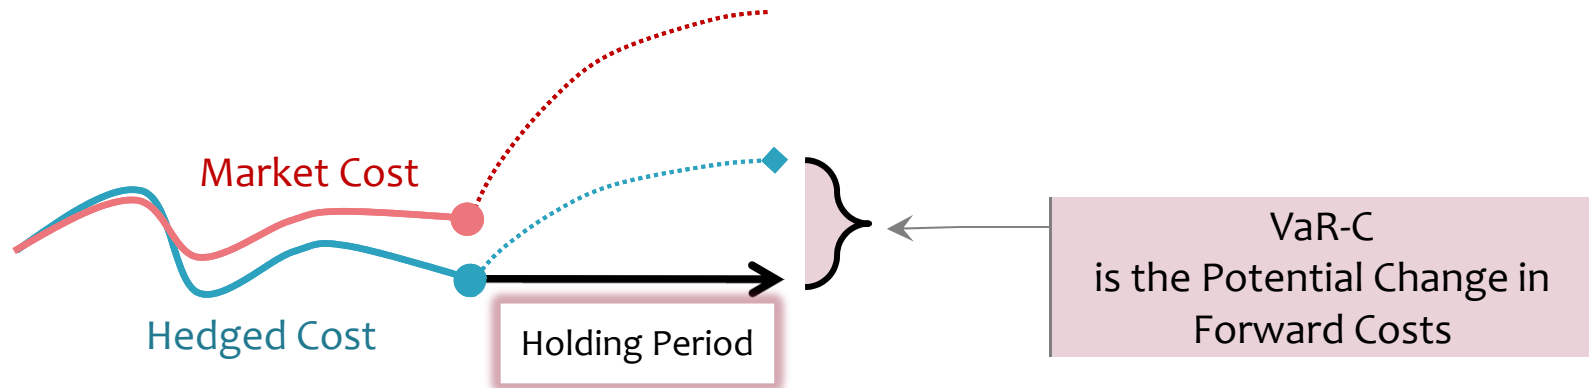 Market Cost
Hedged Cost
Holding Period
VaR-C
is the Potential Change in
Forward Costs